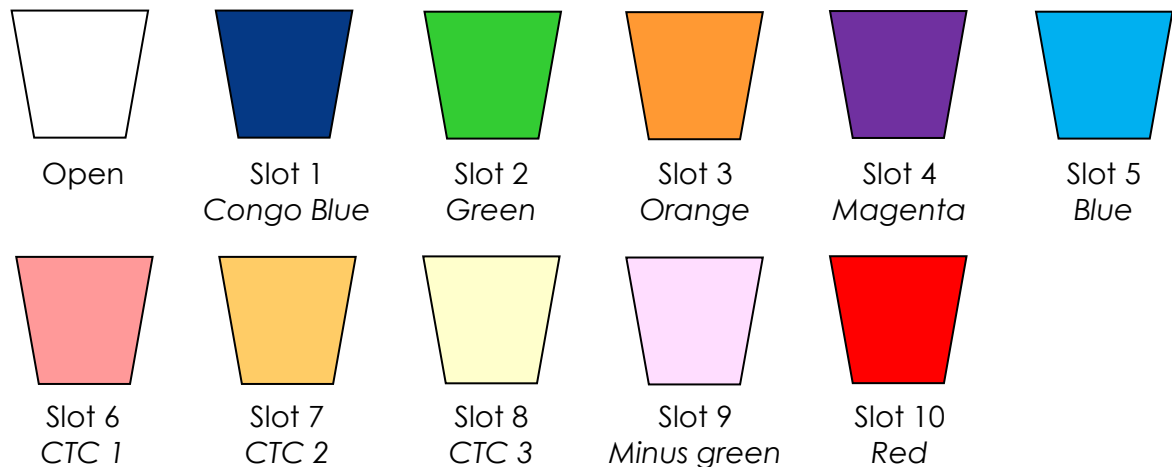 Open
Slot 1
Congo Blue
Slot 2
Green
Slot 3
Orange
Slot 4
Magenta
Slot 5
Blue
Slot 6
CTC 1
Slot 7
CTC 2
Slot 8
CTC 3
Slot 9
Minus green
Slot 10
Red